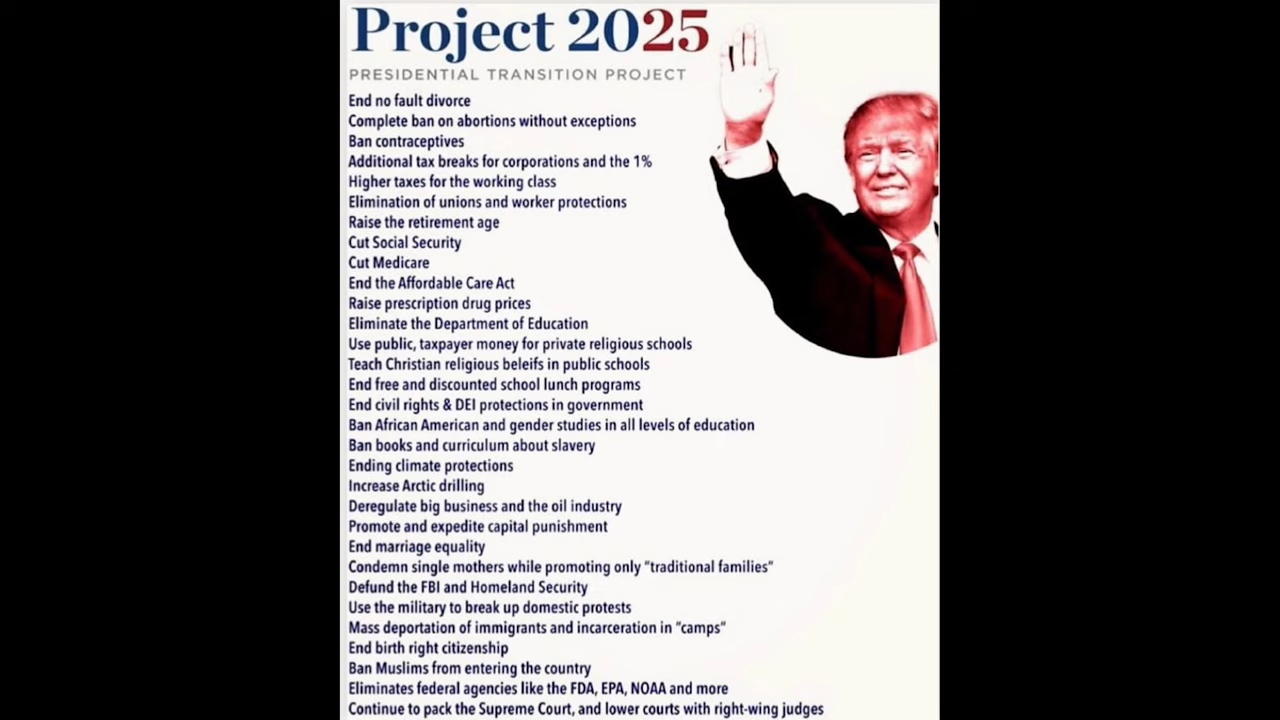 Project 2025
PRESIDENTIAL TRANSITION PROJECT
End no fault divorce
Complete ban on abortions without exceptions
Ban contraceptives
Additional tax breaks for corporations and the 1%
Higher taxes for the working class
Elimination of unions and worker protections
Raise the retirement age
Cut Social Security
Cut Medicare
End the Affordable Care Act
Raise prescription drug prices
Eliminate the Department of Education
Use public, taxpayer money for private religious schools
Teach Christian religious beleifs in public schools
End free and discounted school lunch programs
End civil rights & DEI protections in government
Ban African American and gender studies in all levels of education
Ban books and curriculum about slavery
Ending climate protections
Increase Arctic drilling
Deregulate big business and the oil industry
Promote and expedite capital punishment
End marriage equality
Condemn single mothers while promoting only “traditional families”
Defund the FBI and Homeland Security
Use the military to break up domestic protests
Mass deportation of immigrants and incarceration in “camps”
End birth right citizenship
Ban Muslims from entering the country
Eliminates federal agencies like the FDA, EPA, NOAA and more
Continue to pack the Supreme Court, and lower courts with right-wing judges